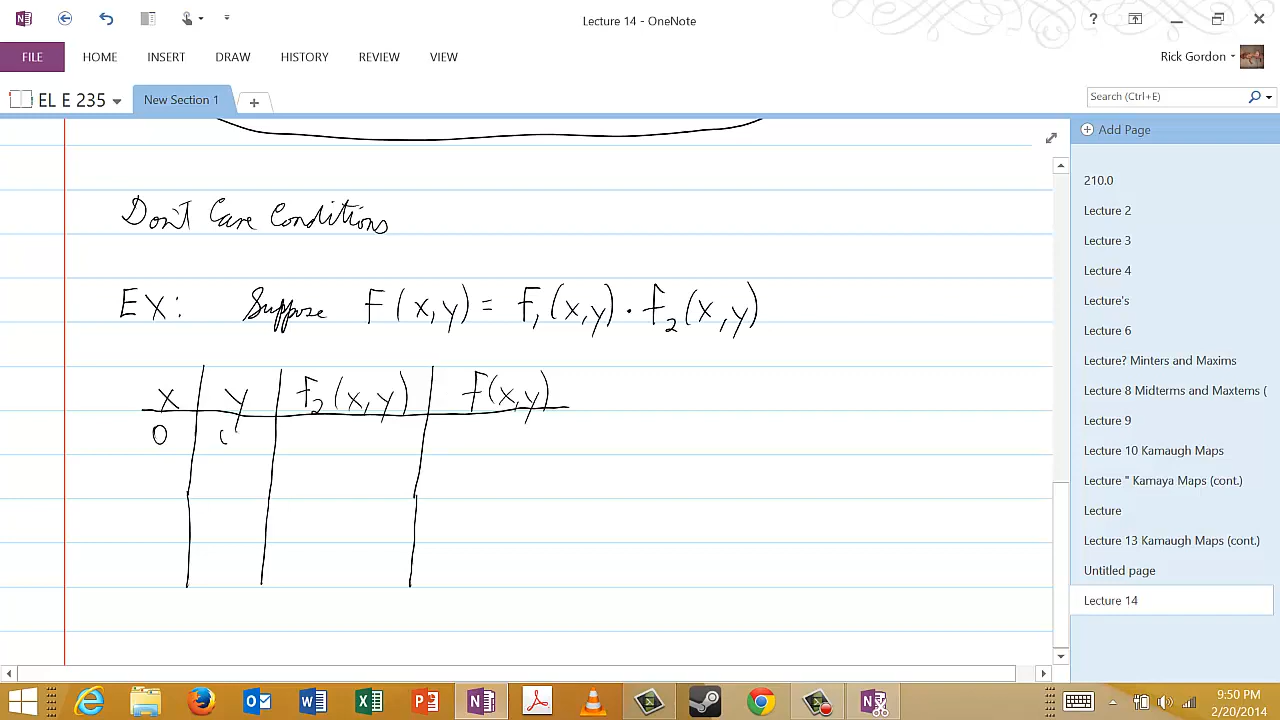 Lecture 14 - OneNote
?
FILE HOME INSERT DRAW HISTORY REVIEW VIEW
Rick Gordon
EL E 235
New Section 1
+
Search (Ctrl+E)
Add Page
210.0
Lecture 2
Lecture 3
Lecture 4
Lecture's
Lecture 6
Lecture? Minters and Maxims
Lecture 8 Midterms and Maxtems (
Lecture 9
Lecture 10 Kamaugh Maps
Lecture " Kamaya Maps (cont.)
Lecture
Lecture 13 Kamaugh Maps (cont.)
Untitled page
Lecture 14
Don't Care Conditions
EX: Suppose F(x,y) = f₁(x,y) · f₂(x,y)
x y f₂(x,y) f(x,y)
0
9:50 PM
2/20/2014